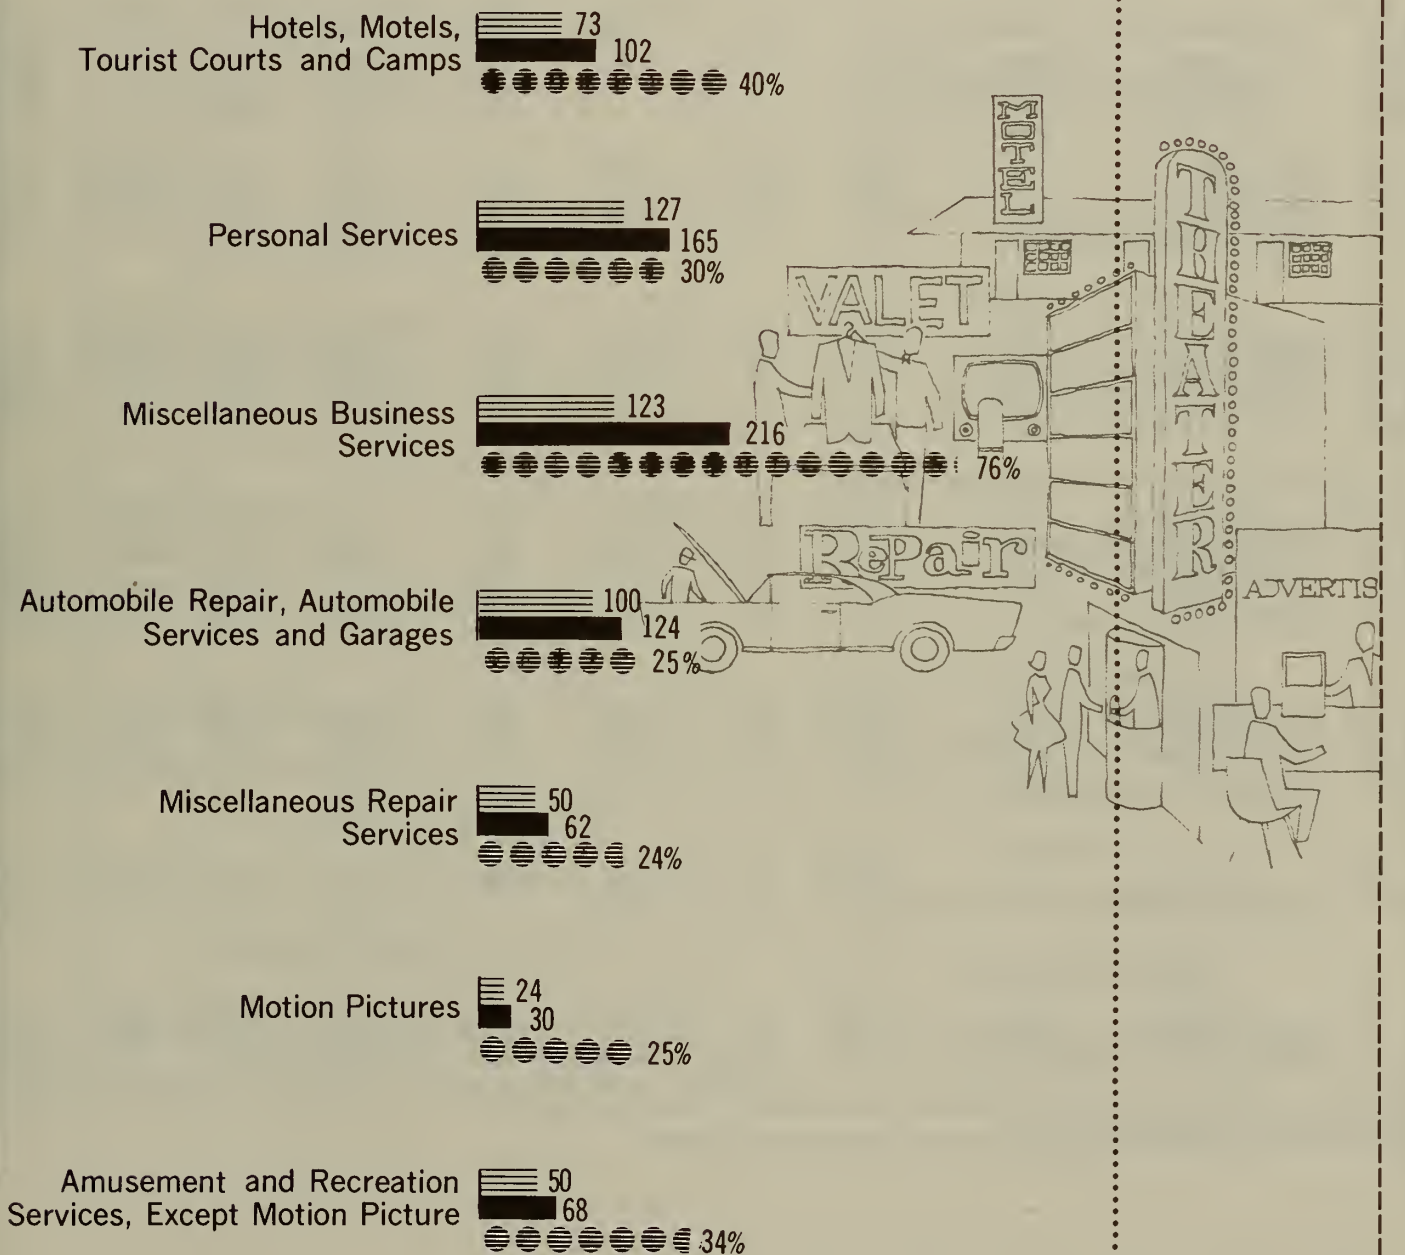 Hotels, Motels,
Tourist Courts and Camps
73
102
40%
Personal Services
127
165
30%
Miscellaneous Business
Services
123
216
76%
Automobile Repair, Automobile
Services and Garages
100
124
25%
Miscellaneous Repair
Services
50
62
24%
Motion Pictures
24
30
25%
Amusement and Recreation
Services, Except Motion Picture
50
68
34%
MOTEL
THEATER
VALET
RePair
ADVERTIS